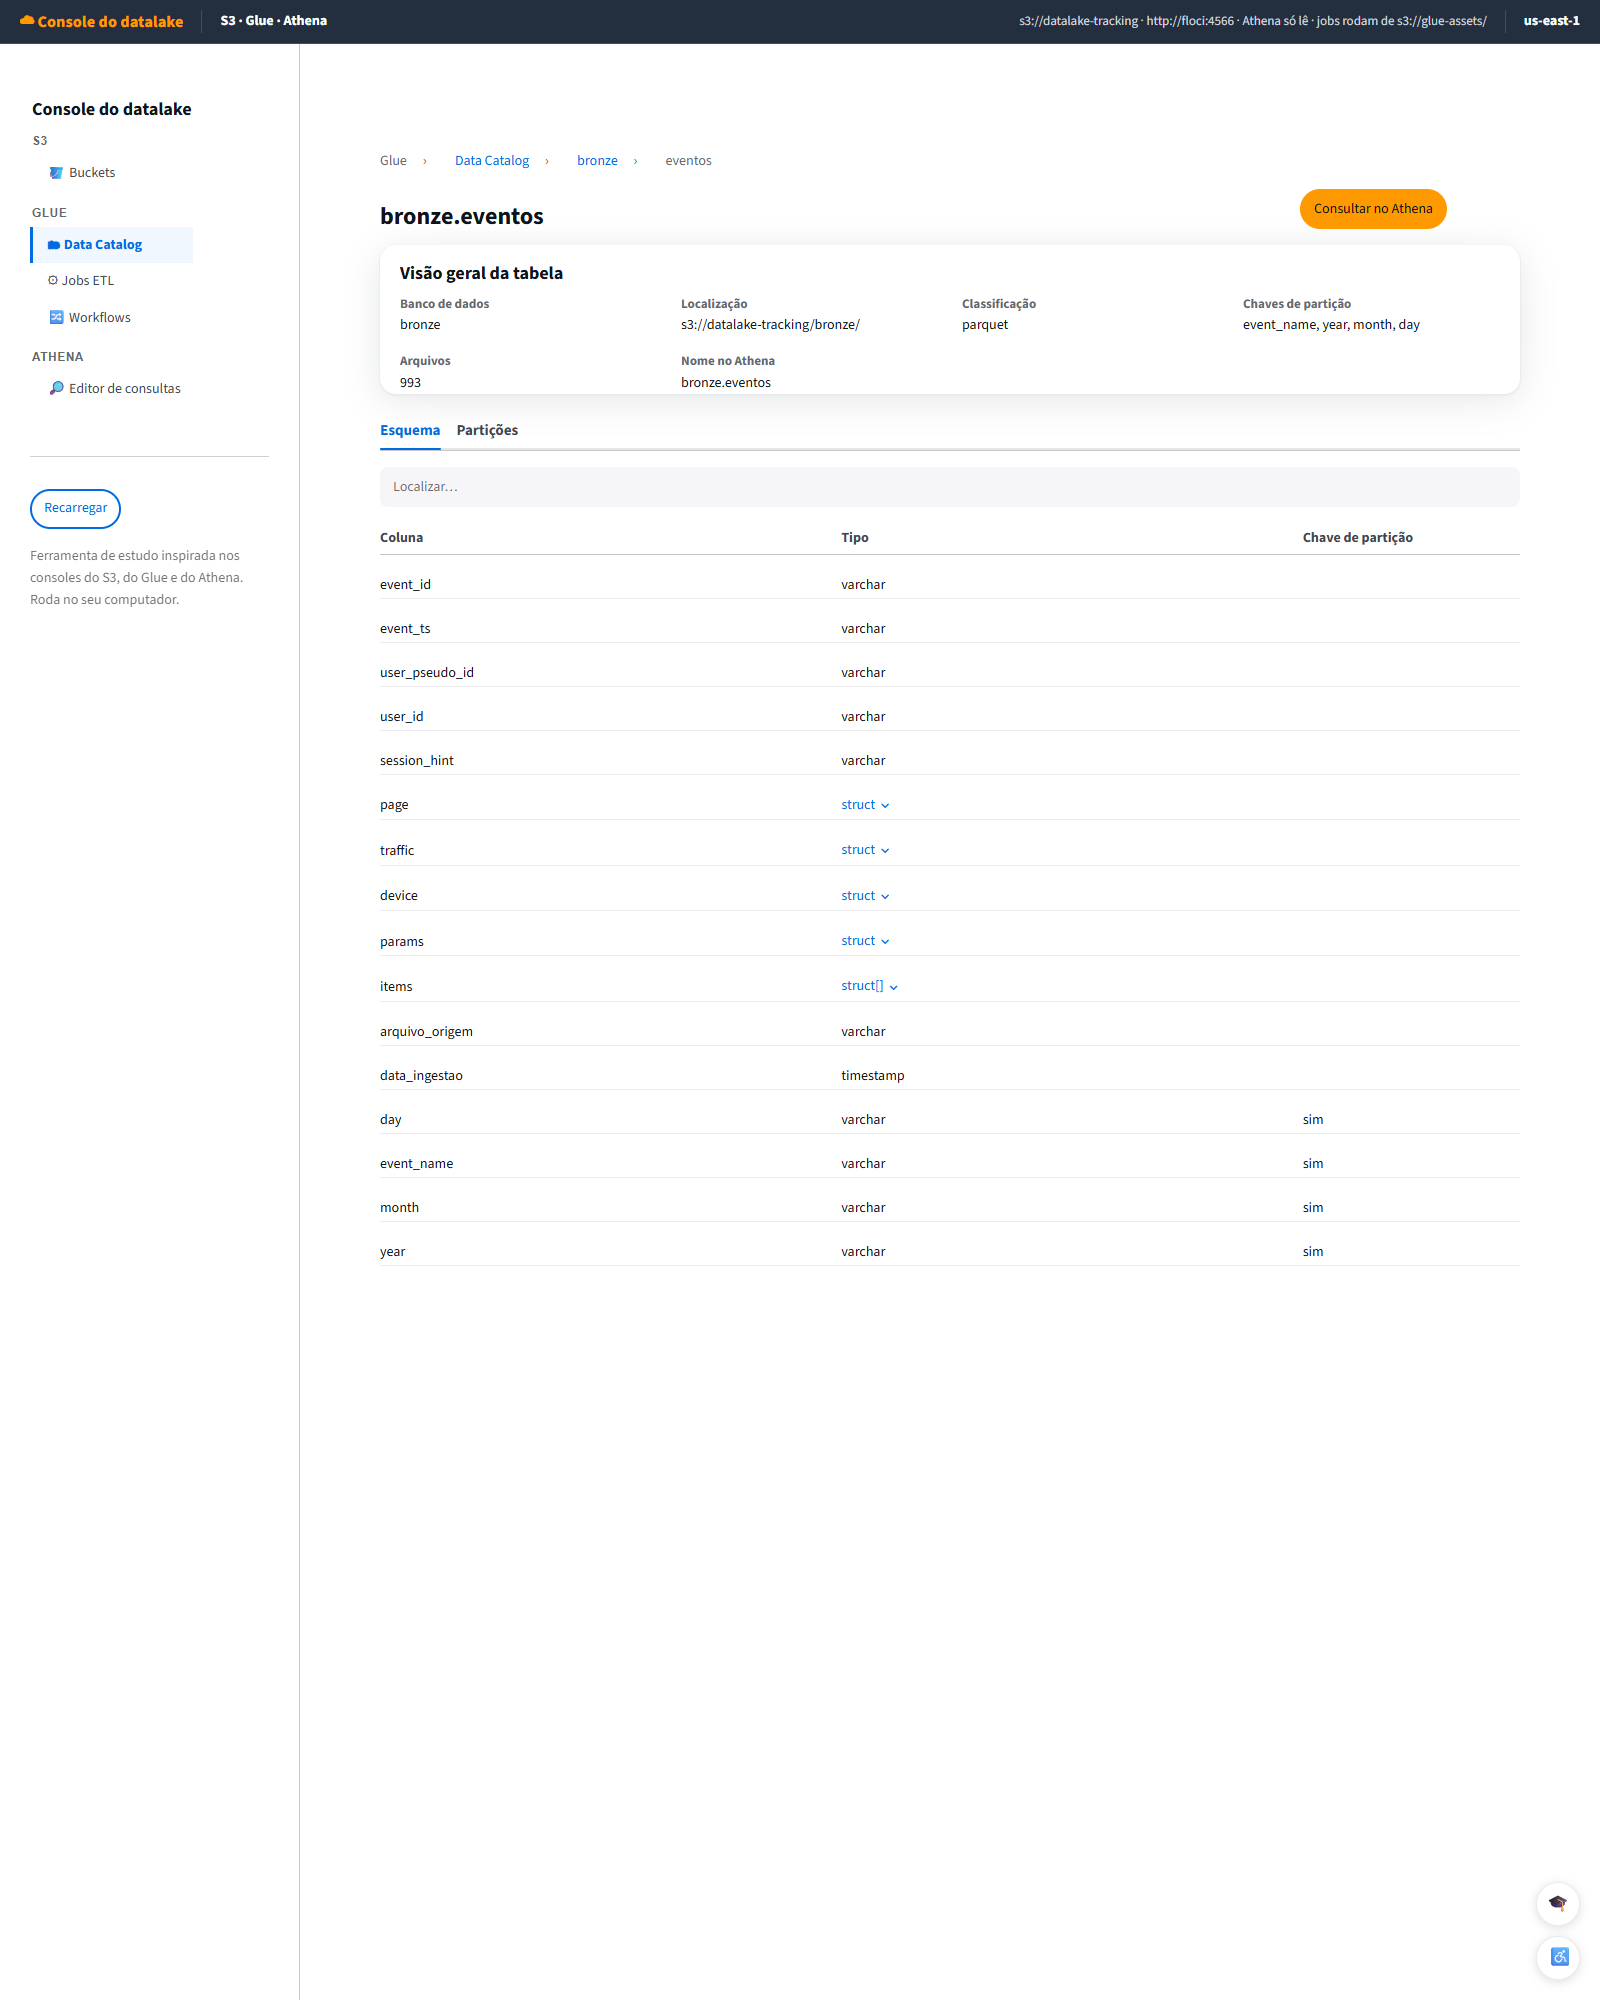 Console do datalake
S3 · Glue · Athena
s3://datalake-tracking · http://floci:4566 · Athena só lê · jobs rodam de s3://glue-assets/
us-east-1
Console do datalake
S3
Buckets
GLUE
Data Catalog
Jobs ETL
Workflows
ATHENA
Editor de consultas
Recarregar
Ferramenta de estudo inspirada nos
consoles do S3, do Glue e do Athena.
Roda no seu computador.
Glue › Data Catalog › bronze › eventos
bronze.eventos
Consultar no Athena
Visão geral da tabela
Banco de dados
bronze
Localização
s3://datalake-tracking/bronze/
Classificação
parquet
Chaves de partição
event_name, year, month, day
Arquivos
993
Nome no Athena
bronze.eventos
Esquema Partições
Localizar...
Coluna Tipo Chave de partição
event_id varchar
event_ts varchar
user_pseudo_id varchar
user_id varchar
session_hint varchar
page struct
traffic struct
device struct
params struct
items struct[]
arquivo_origem varchar
data_ingestao timestamp
day varchar sim
event_name varchar sim
month varchar sim
year varchar sim